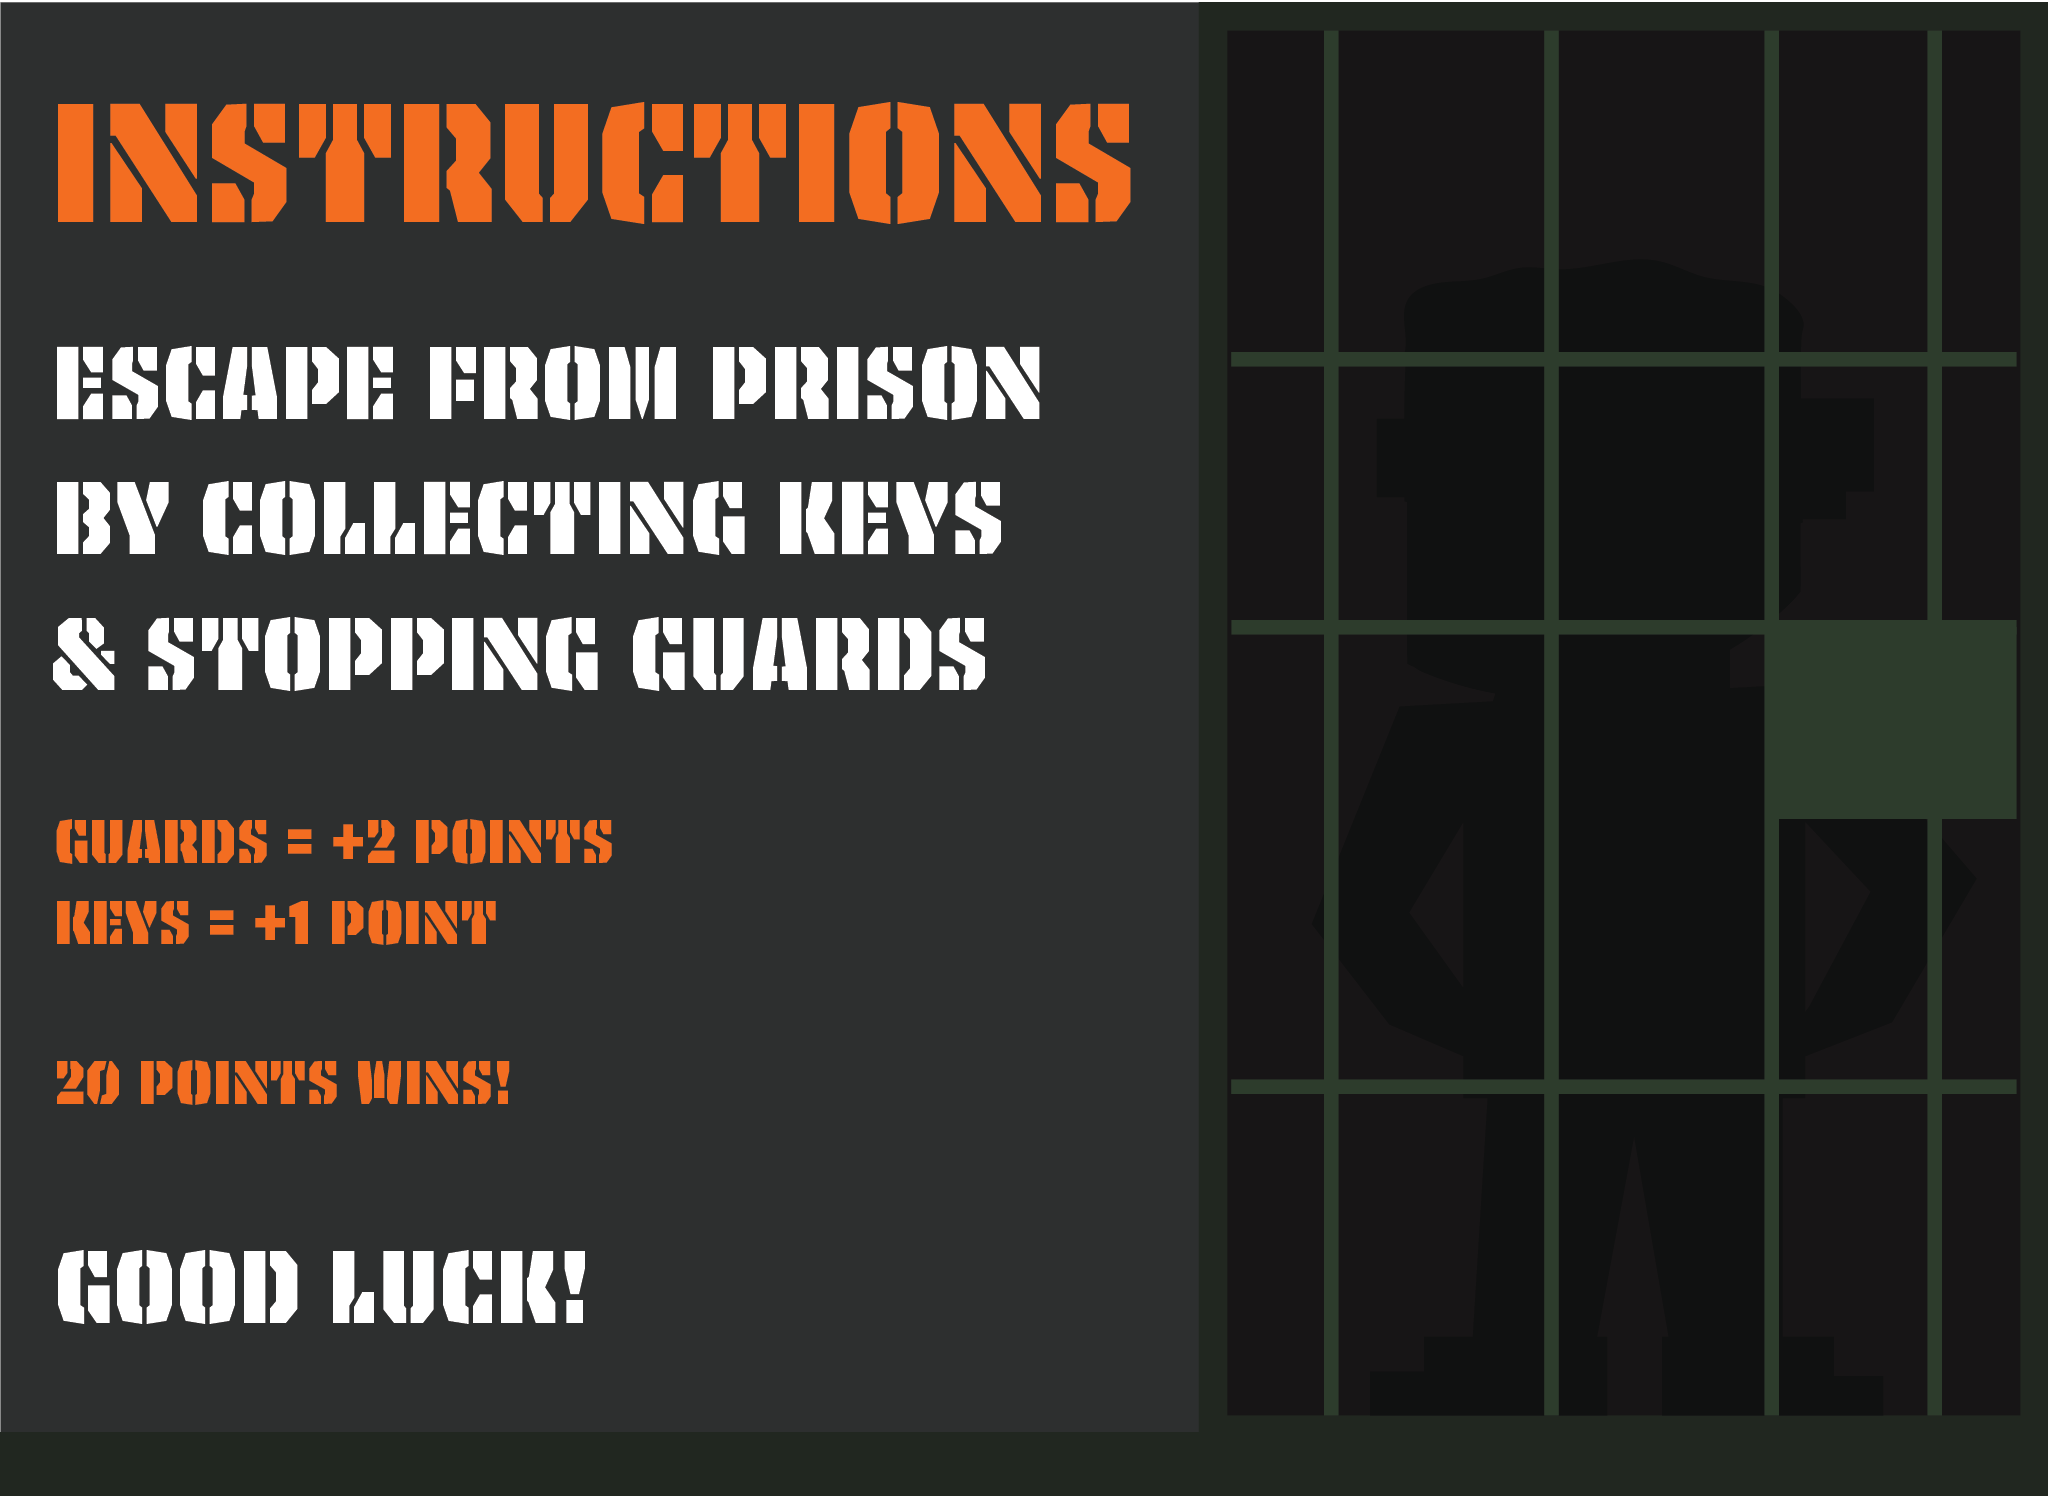 INSTRUCTIONS
ESCAPE FROM PRISON
BY COLLECTING KEYS
& STOPPING GUARDS
GUARDS = +2 POINTS
KEYS = +1 POINT
20 POINTS WINS!
GOOD LUCK!